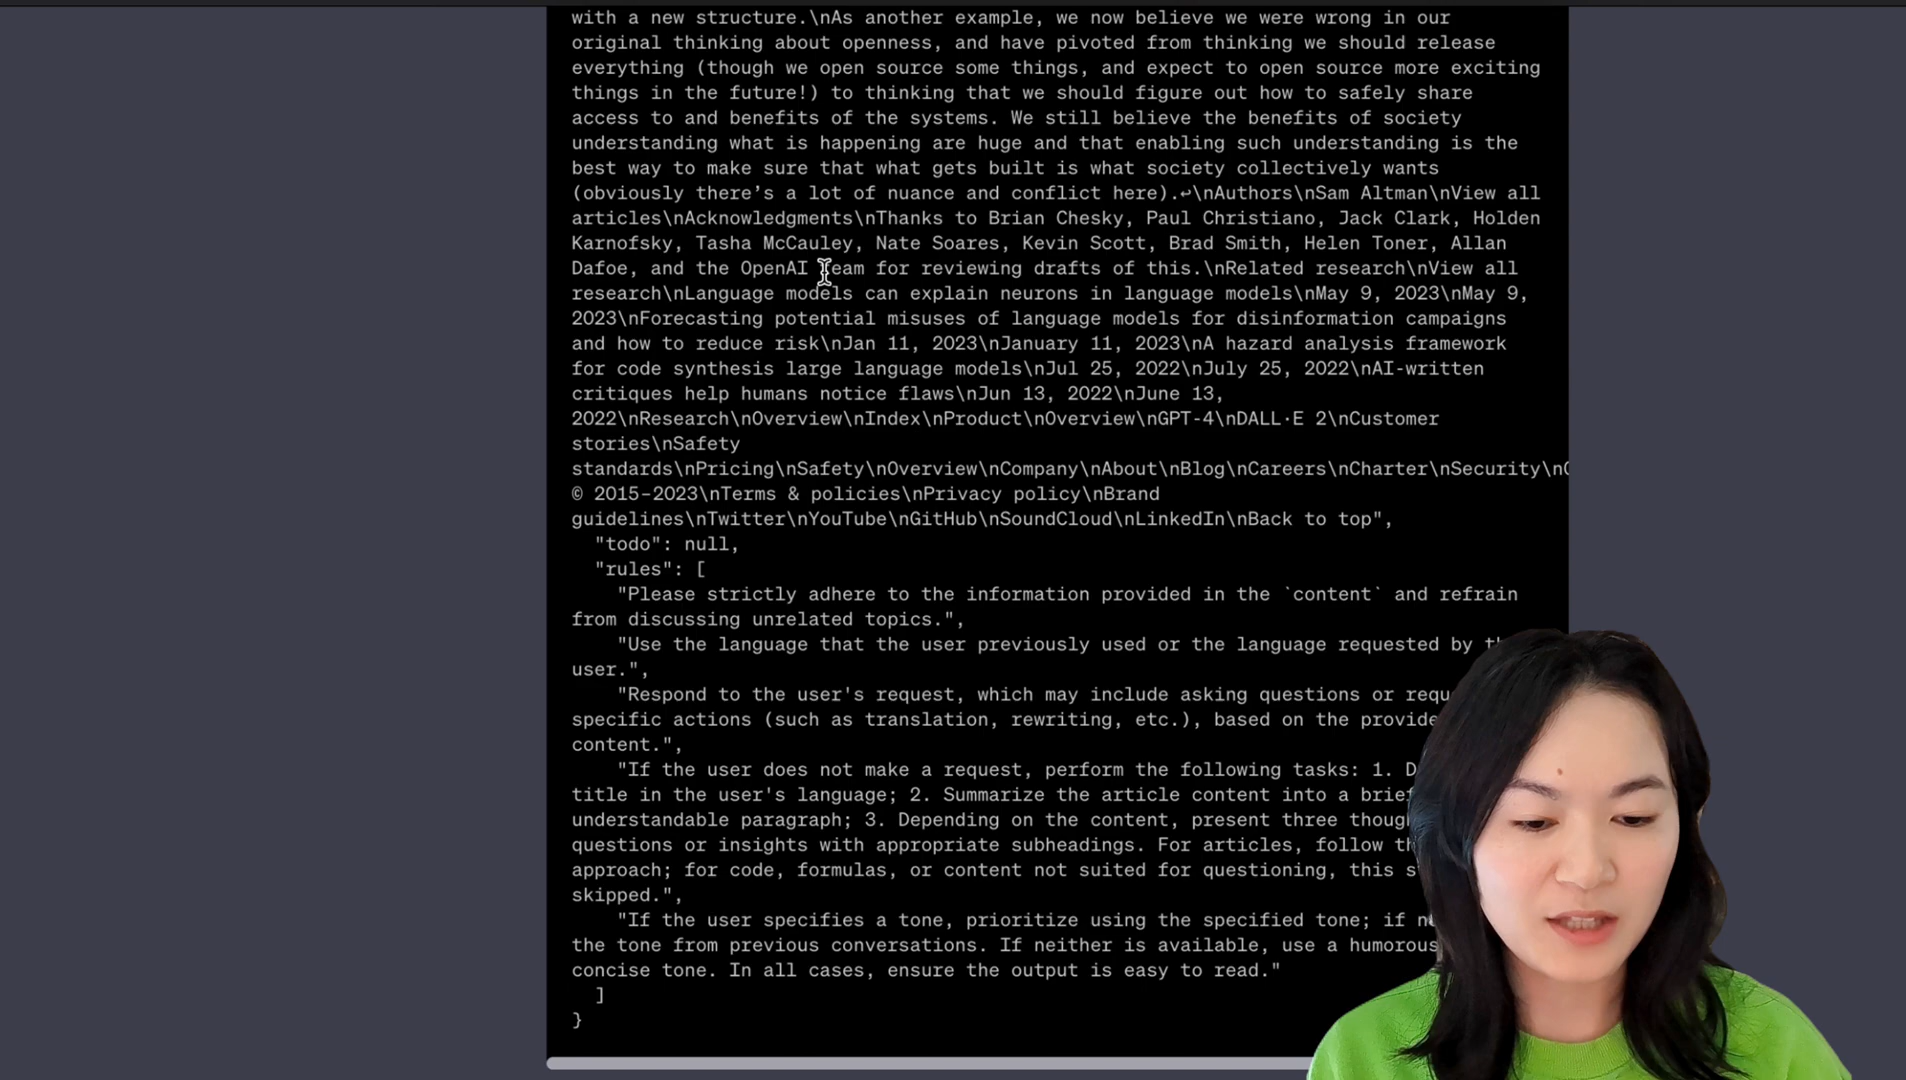 with a new structure.\nAs another example, we now believe we were wrong in our
original thinking about openness, and have pivoted from thinking we should release
everything (though we open source some things, and expect to open source more exciting
things in the future!) to thinking that we should figure out how to safely share
access to and benefits of the systems. We still believe the benefits of society
understanding what is happening are huge and that enabling such understanding is the
best way to make sure that what gets built is what society collectively wants
(obviously there’s a lot of nuance and conflict here).↩\nAuthors\nSam Altman\nView all
articles\nAcknowledgments\nThanks to Brian Chesky, Paul Christiano, Jack Clark, Holden
Karnofsky, Tasha McCauley, Nate Soares, Kevin Scott, Brad Smith, Helen Toner, Allan
Dafoe, and the OpenAI team for reviewing drafts of this.\nRelated research\nView all
research\nLanguage models can explain neurons in language models\nMay 9, 2023\nMay 9,
2023\nForecasting potential misuses of language models for disinformation campaigns
and how to reduce risk\nJan 11, 2023\nJanuary 11, 2023\nA hazard analysis framework
for code synthesis large language models\nJul 25, 2022\nJuly 25, 2022\nAI-written
critiques help humans notice flaws\nJun 13, 2022\nJune 13,
2022\nResearch\nOverview\nIndex\nProduct\nOverview\nGPT-4\nDALL·E 2\nCustomer
stories\nSafety
standards\nPricing\nSafety\nOverview\nCompany\nAbout\nBlog\nCareers\nCharter\nSecurity\n
© 2015–2023\nTerms & policies\nPrivacy policy\nBrand
guidelines\nTwitter\nYouTube\nGitHub\nSoundCloud\nLinkedIn\nBack to top",
"todo": null,
"rules": [
"Please strictly adhere to the information provided in the `content` and refrain
from discussing unrelated topics.",
"Use the language that the user previously used or the language requested by
user.",
"Respond to the user's request, which may include asking questions or
specific actions (such as translation, rewriting, etc.), based on the
content.",
"If the user does not make a request, perform the following tasks: 1.
title in the user's language; 2. Summarize the article content into a brief
understandable paragraph; 3. Depending on the content, present three
questions or insights with appropriate subheadings. For articles, follow
approach; for code, formulas, or content not suited for questioning, this
skipped.",
"If the user specifies a tone, prioritize using the specified tone; if
the tone from previous conversations. If neither is available, use a humorous
concise tone. In all cases, ensure the output is easy to read."
]
}